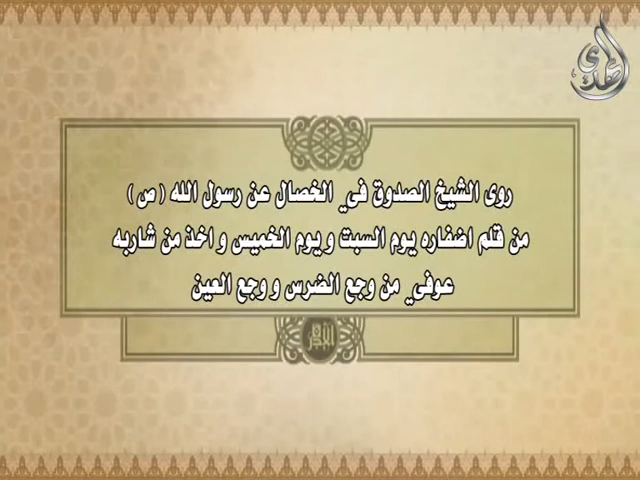 روى الشيخ الصدوق في الخصال عن رسول الله ( ص )
من قلم اضفاره يوم السبت و يوم الخميس و اخذ من شاربه
عوفي من وجع الضرس و وجع العين